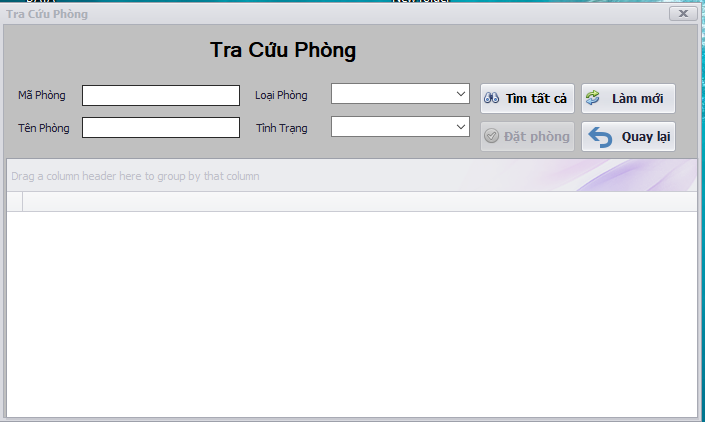 Tra Cứu Phòng
Tra Cứu Phòng
Mã Phòng
Loại Phòng
Tìm tất cả
Làm mới
Tên Phòng
Tình Trạng
Đặt phòng
Quay lại
Drag a column header here to group by that column